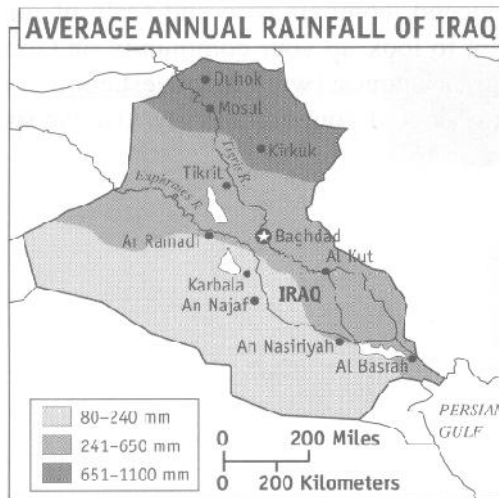 AVERAGE ANNUAL RAINFALL OF IRAQ
Duhok
Mosul
Kirkuk
Tigris R.
Tikrit
Euphrates R.
Baghdad
Ar Ramadi
Al Kut
Karbala
IRAQ
An Najaf
An Nasiriyah
Al Basrah
PERSIAN
GULF
80–240 mm
241–650 mm
651–1100 mm
0 200 Miles
0 200 Kilometers